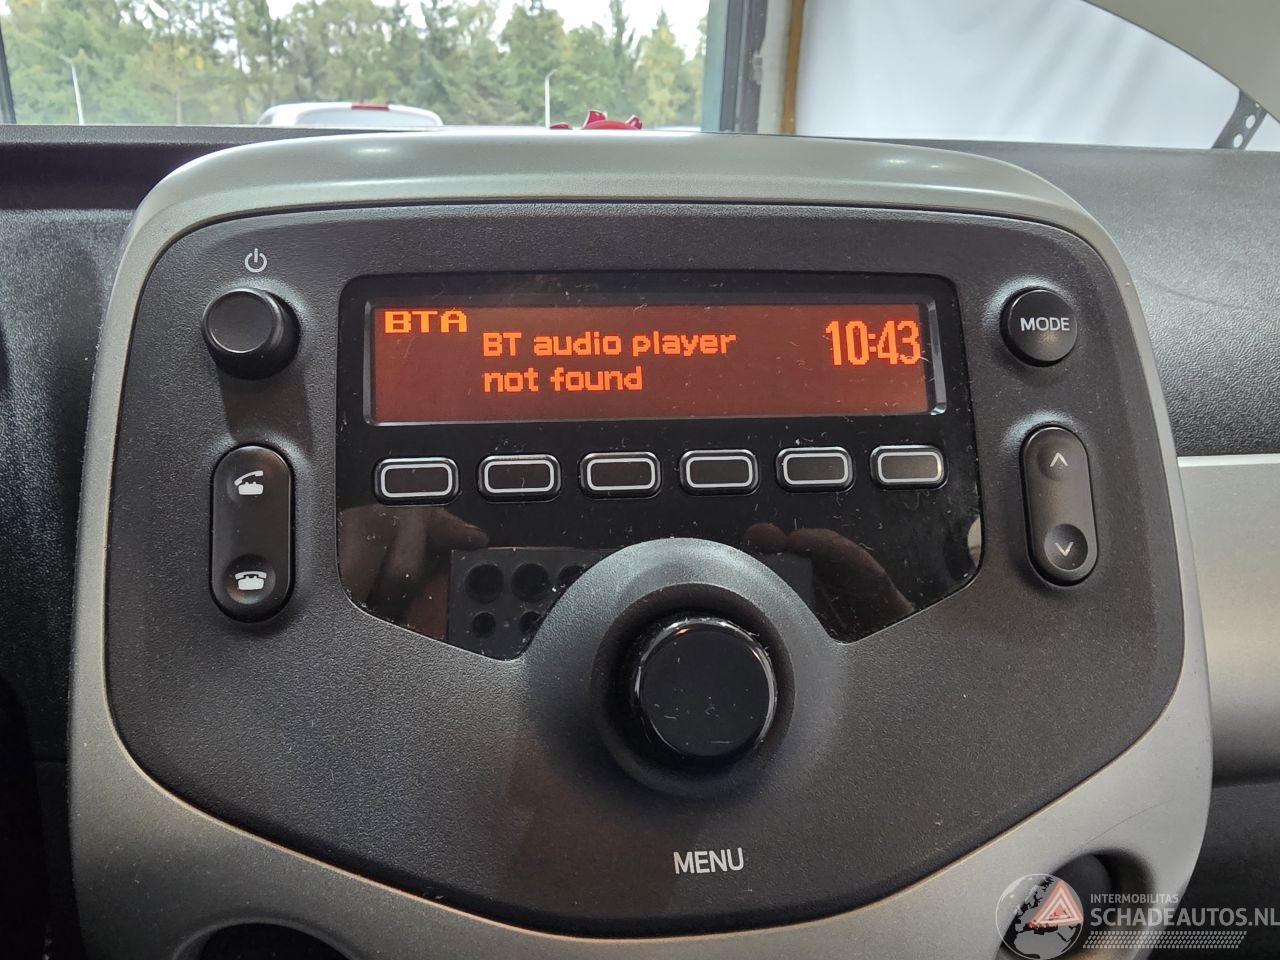 BTA
BT audio player
not found
10:43
MODE
MENU
INTERMOBILITAS
SCHADEAUTOS.NL